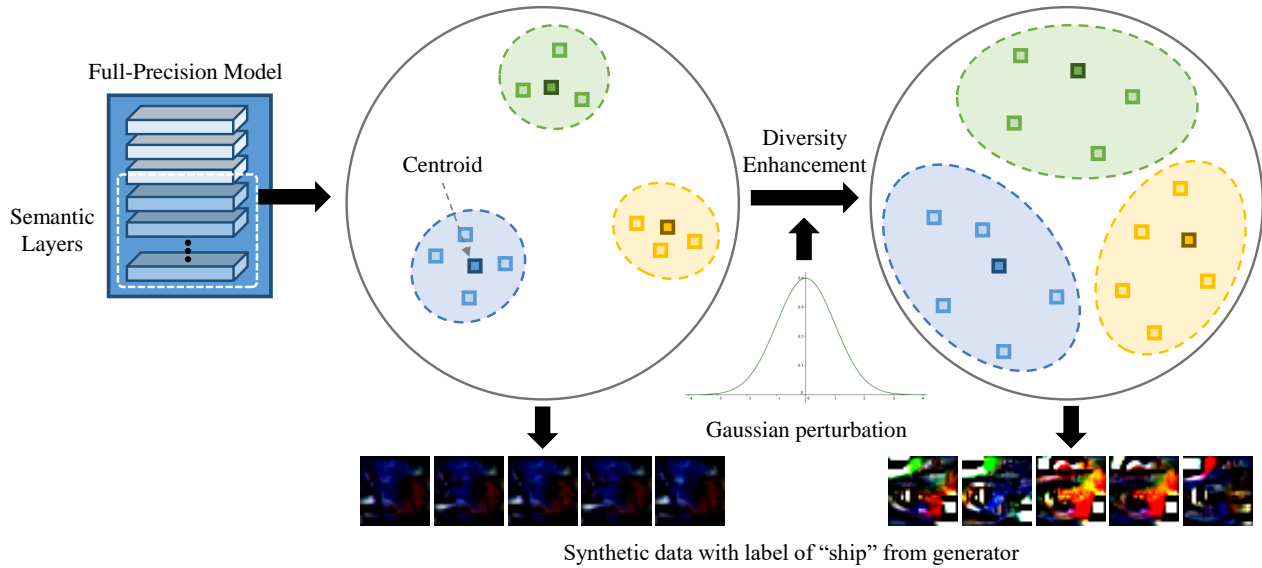 Full-Precision Model
Semantic
Layers
Centroid
Diversity
Enhancement
Gaussian perturbation
Synthetic data with label of “ship” from generator